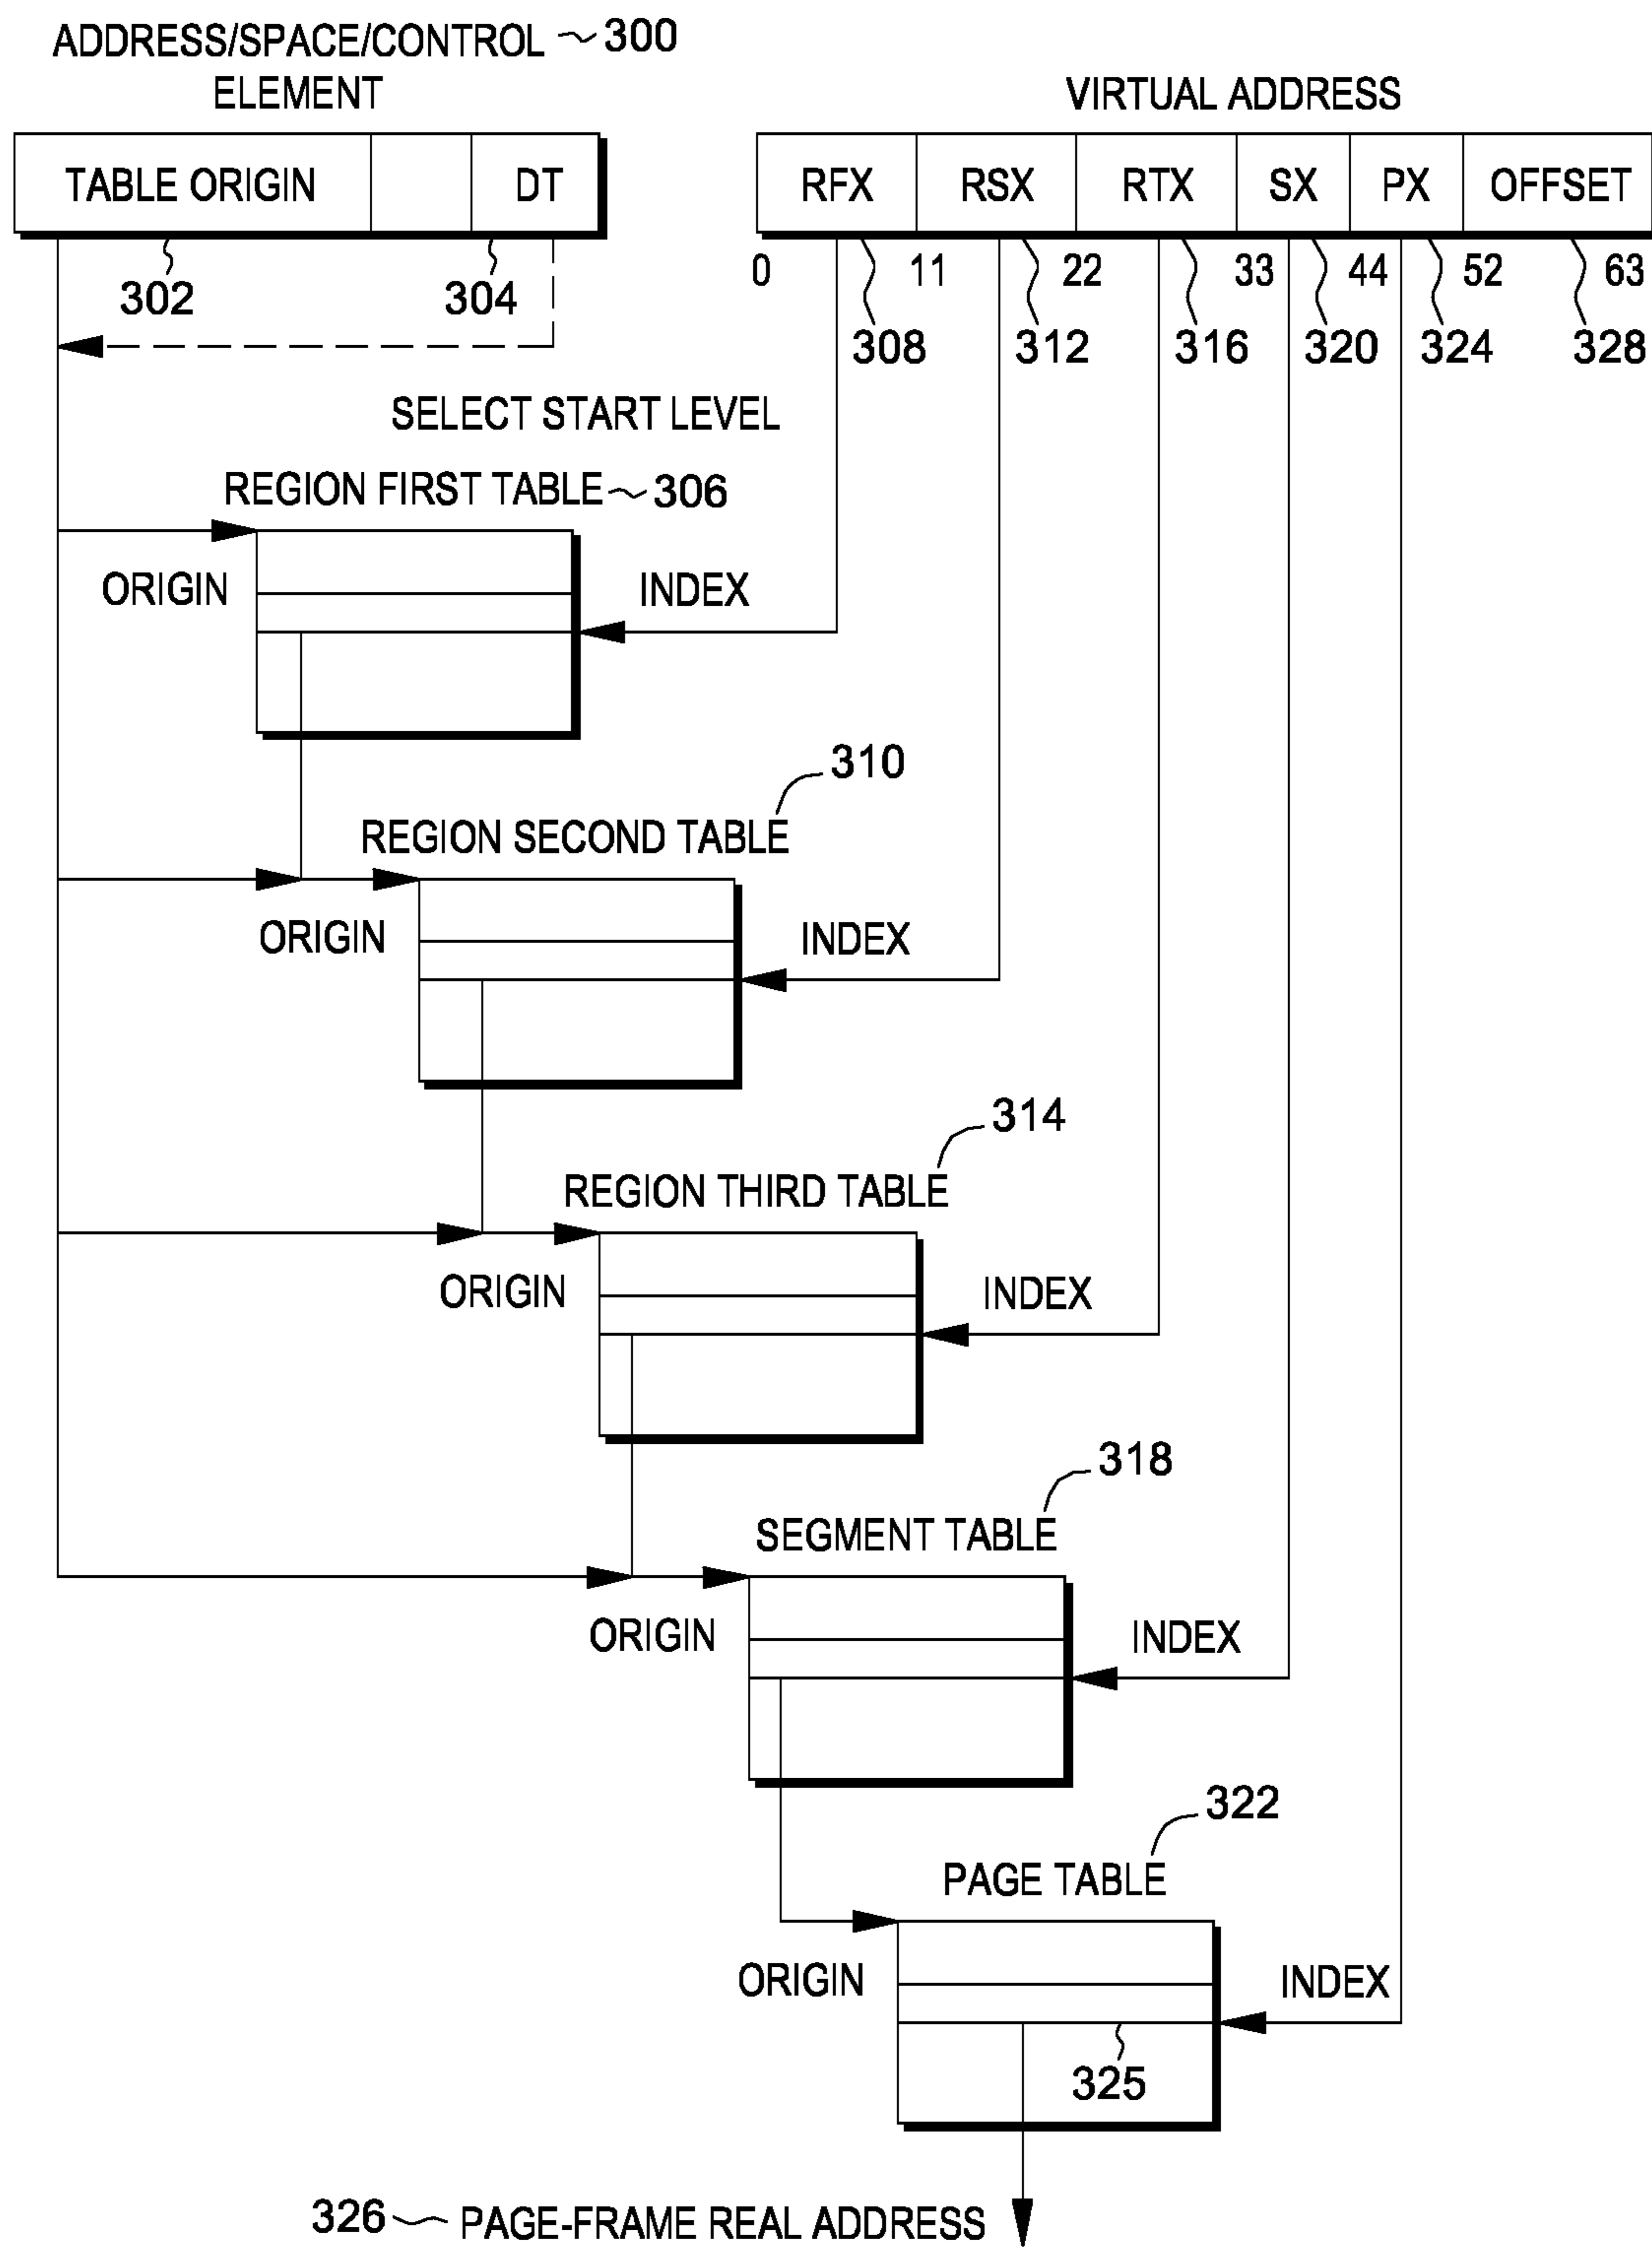 ADDRESS/SPACE/CONTROL 300
ELEMENT
VIRTUAL ADDRESS
TABLE ORIGIN DT
RFX RSX RTX SX PX OFFSET
0 11 22 33 44 52 63
302 304
308 312 316 320 324 328
SELECT START LEVEL
REGION FIRST TABLE 306
ORIGIN INDEX
310
REGION SECOND TABLE
ORIGIN INDEX
314
REGION THIRD TABLE
ORIGIN INDEX
318
SEGMENT TABLE
ORIGIN INDEX
322
PAGE TABLE
ORIGIN INDEX
325
326 PAGE-FRAME REAL ADDRESS